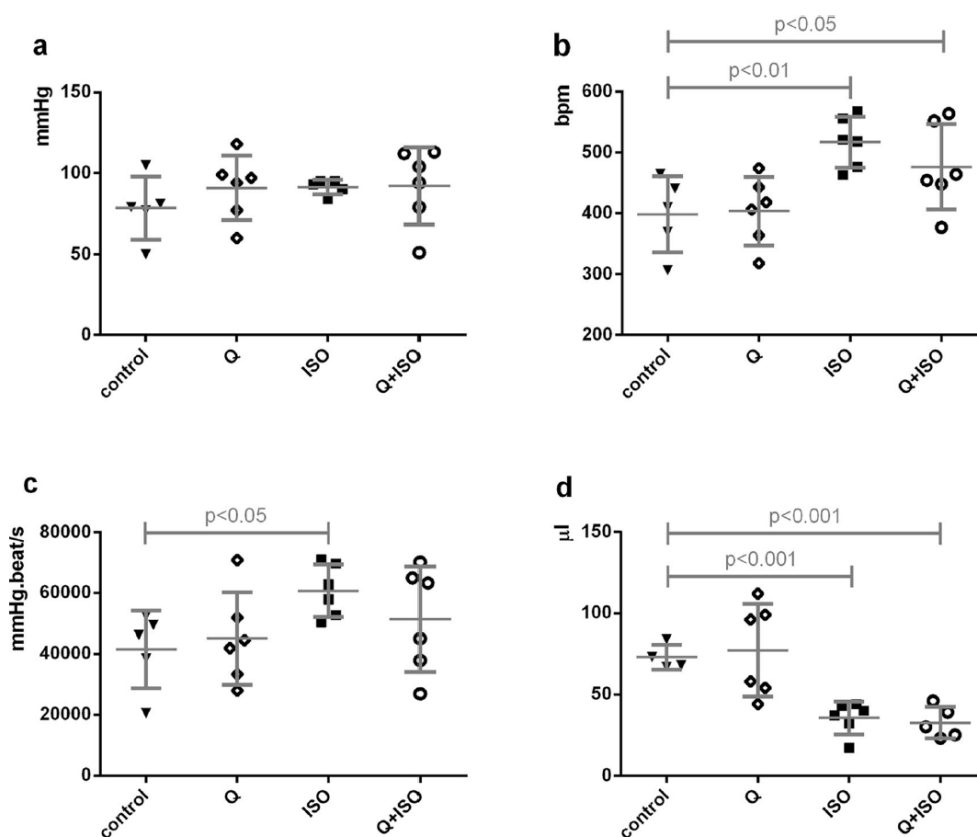 a
mmHg
150
100
50
0
control
Q
ISO
Q+ISO
b
p<0.05
p<0.01
bpm
600
500
400
300
200
control
Q
ISO
Q+ISO
c
p<0.05
mmHg.beat/s
80000
60000
40000
20000
0
control
Q
ISO
Q+ISO
d
p<0.001
p<0.001
µl
150
100
50
0
control
Q
ISO
Q+ISO